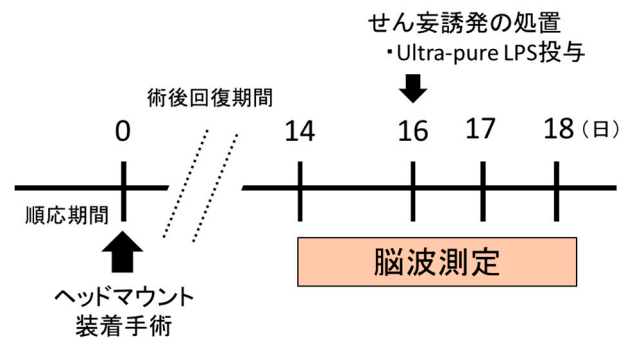 せん妄誘発の処置
・Ultra-pure LPS投与
術後回復期間
0
14
16
17
18（日）
順応期間
脳波測定
ヘッドマウント
装着手術